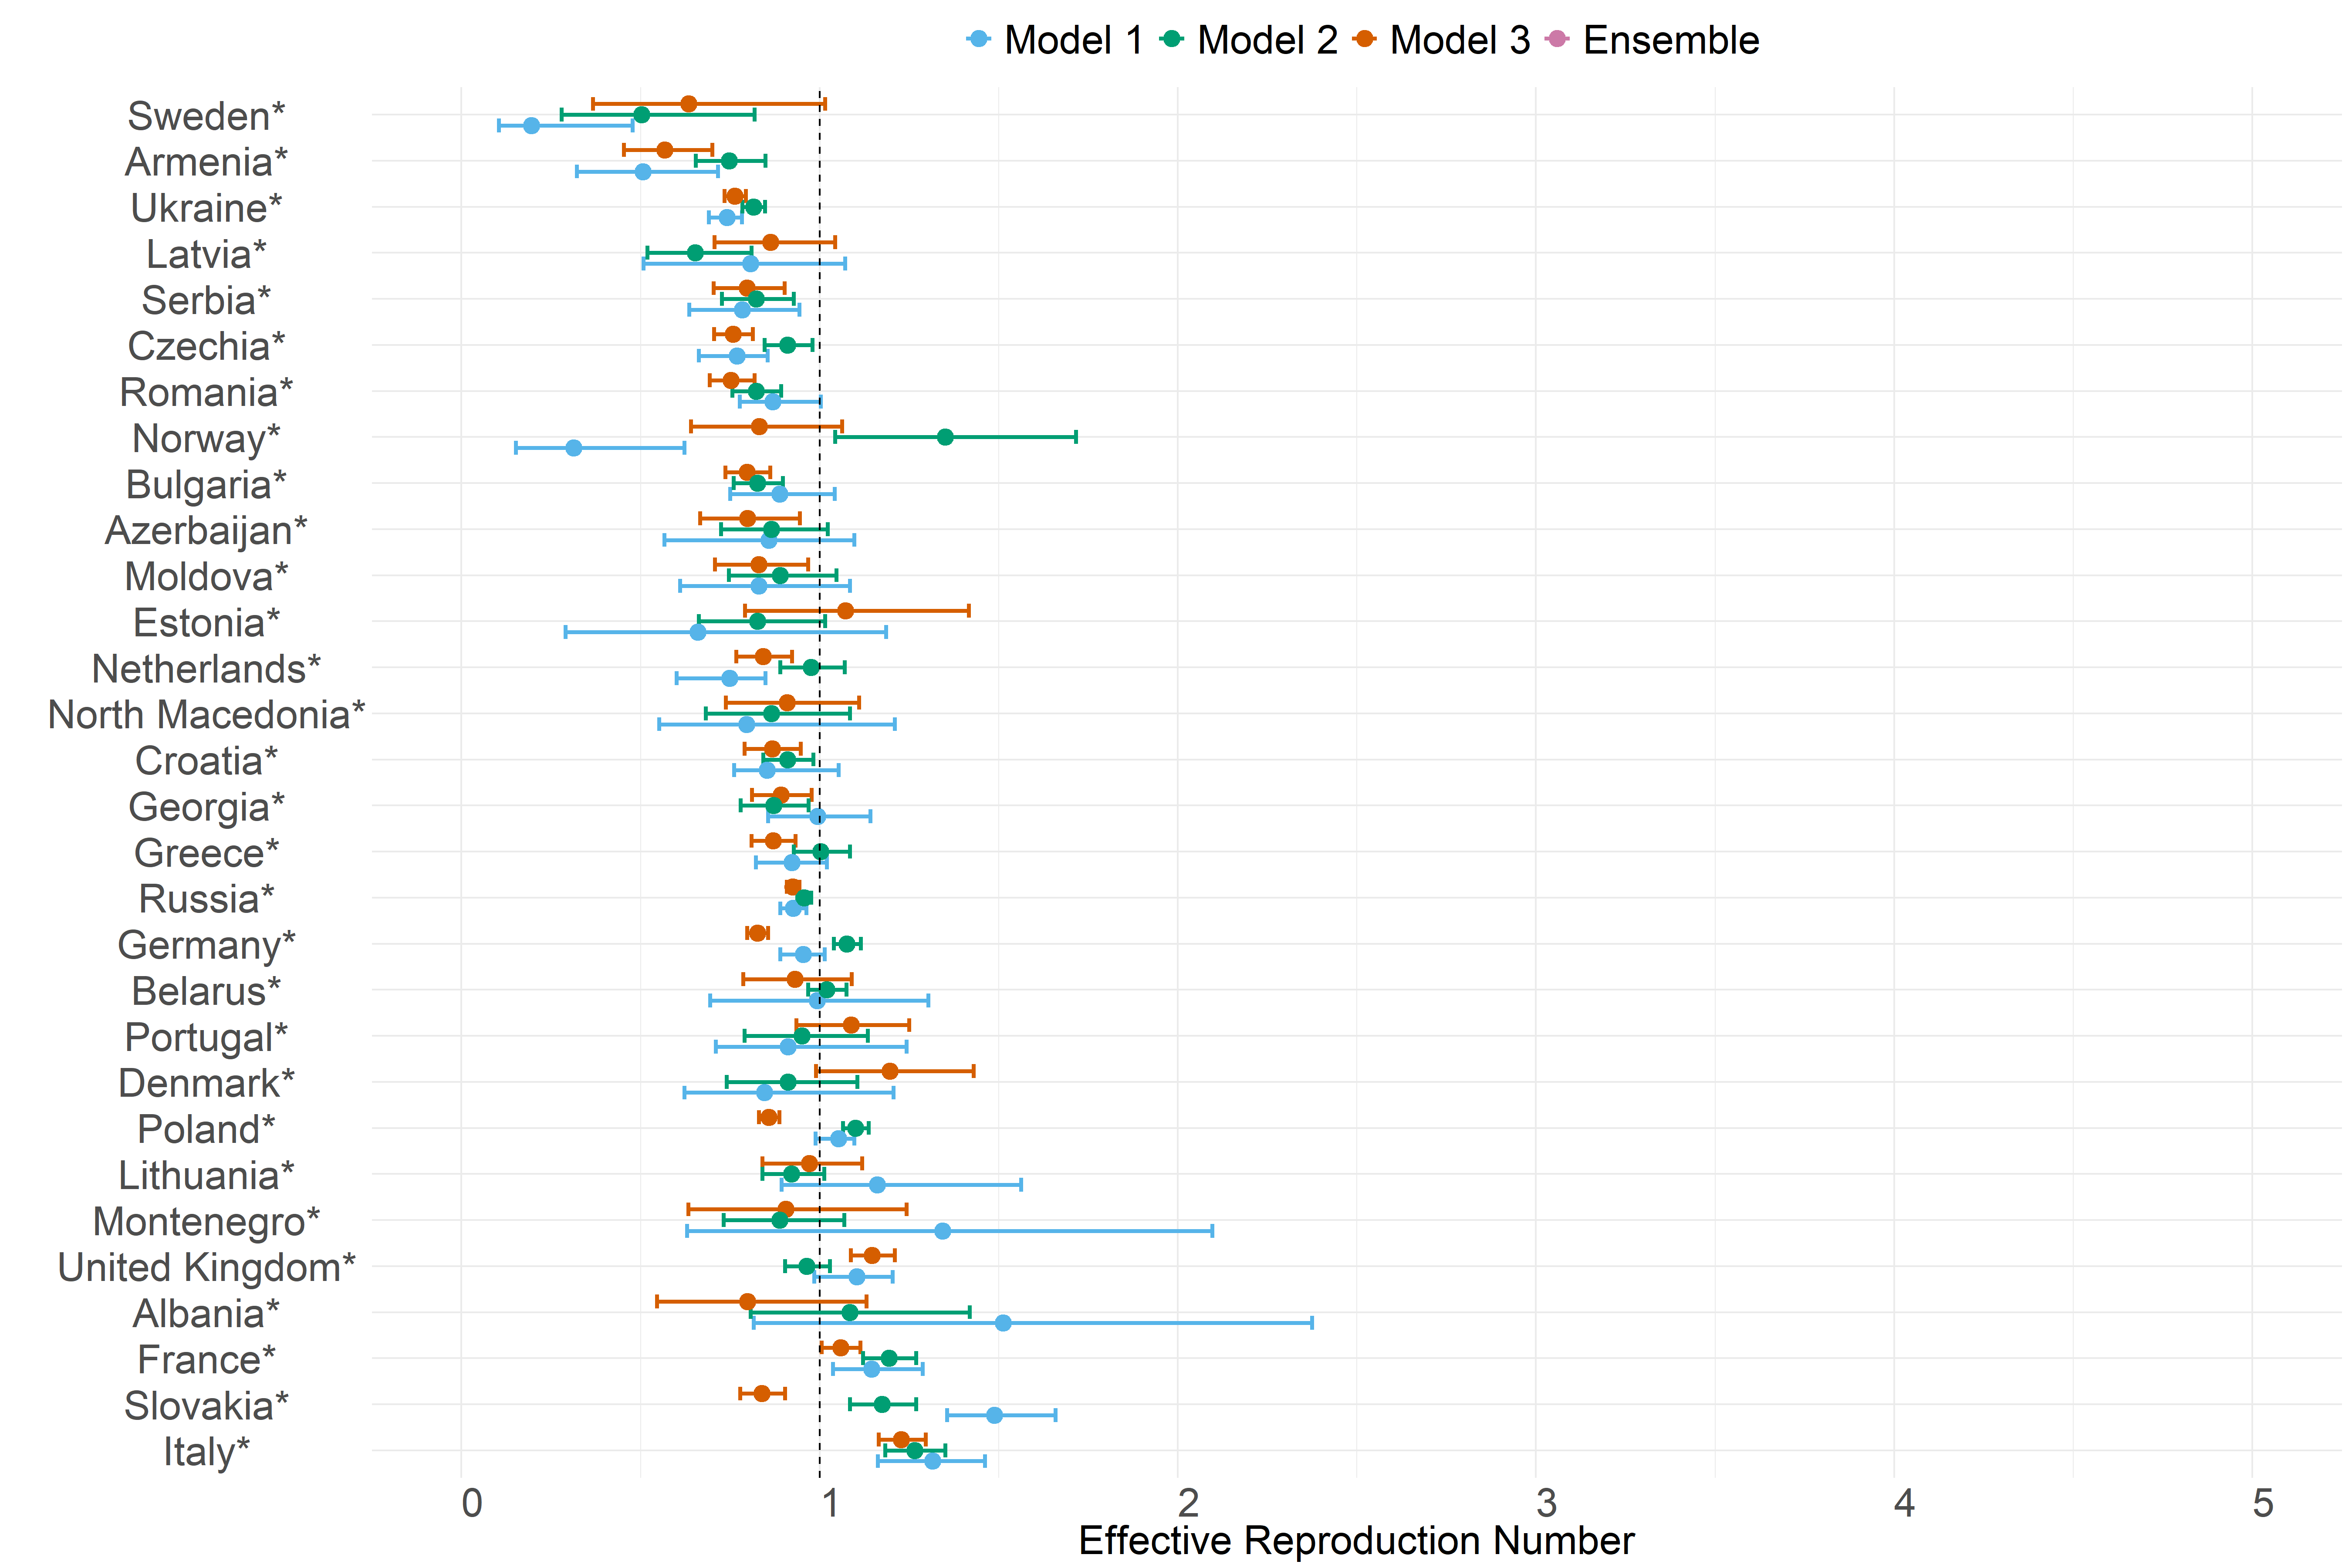 Model 1 Model 2 Model 3 Ensemble
Sweden*
Armenia*
Ukraine*
Latvia*
Serbia*
Czechia*
Romania*
Norway*
Bulgaria*
Azerbaijan*
Moldova*
Estonia*
Netherlands*
North Macedonia*
Croatia*
Georgia*
Greece*
Russia*
Germany*
Belarus*
Portugal*
Denmark*
Poland*
Lithuania*
Montenegro*
United Kingdom*
Albania*
France*
Slovakia*
Italy*
0 1 2 3 4 5
Effective Reproduction Number